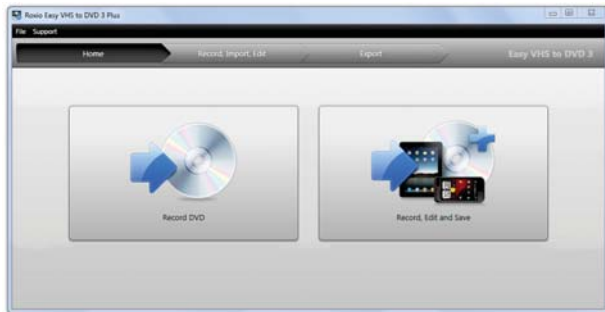 Roxio Easy VHS to DVD 3 Plus
File Support
Home Record, Import, Edit Export Easy VHS to DVD 3
Record DVD Record, Edit and Save